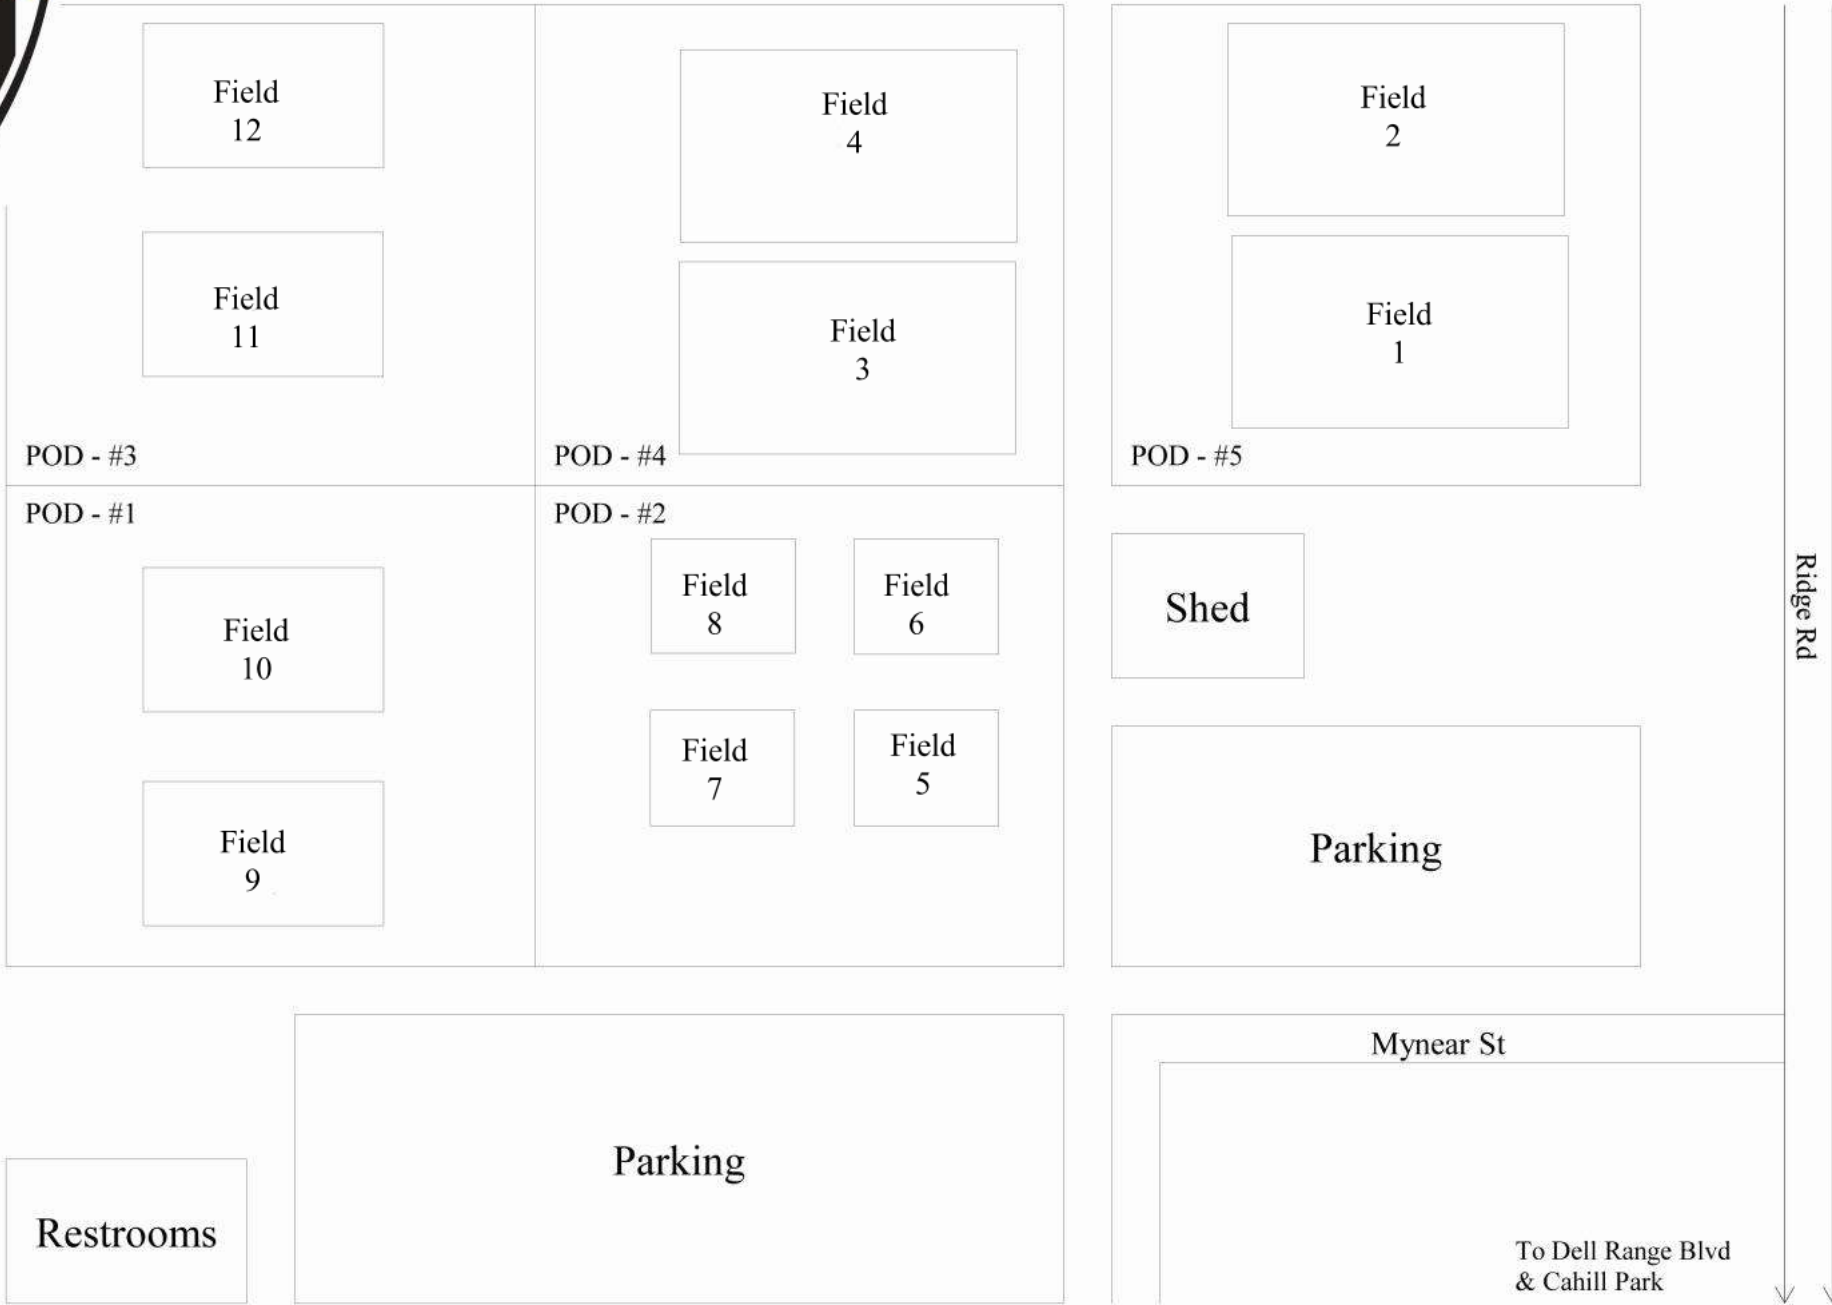 Field
12
Field
4
Field
2
Field
11
Field
3
Field
1
POD - #3
POD - #4
POD - #5
POD - #1
POD - #2
Field
10
Field
8
Field
6
Shed
Ridge Rd
Field
9
Field
7
Field
5
Parking
Mynear St
Parking
Restrooms
To Dell Range Blvd
& Cahill Park